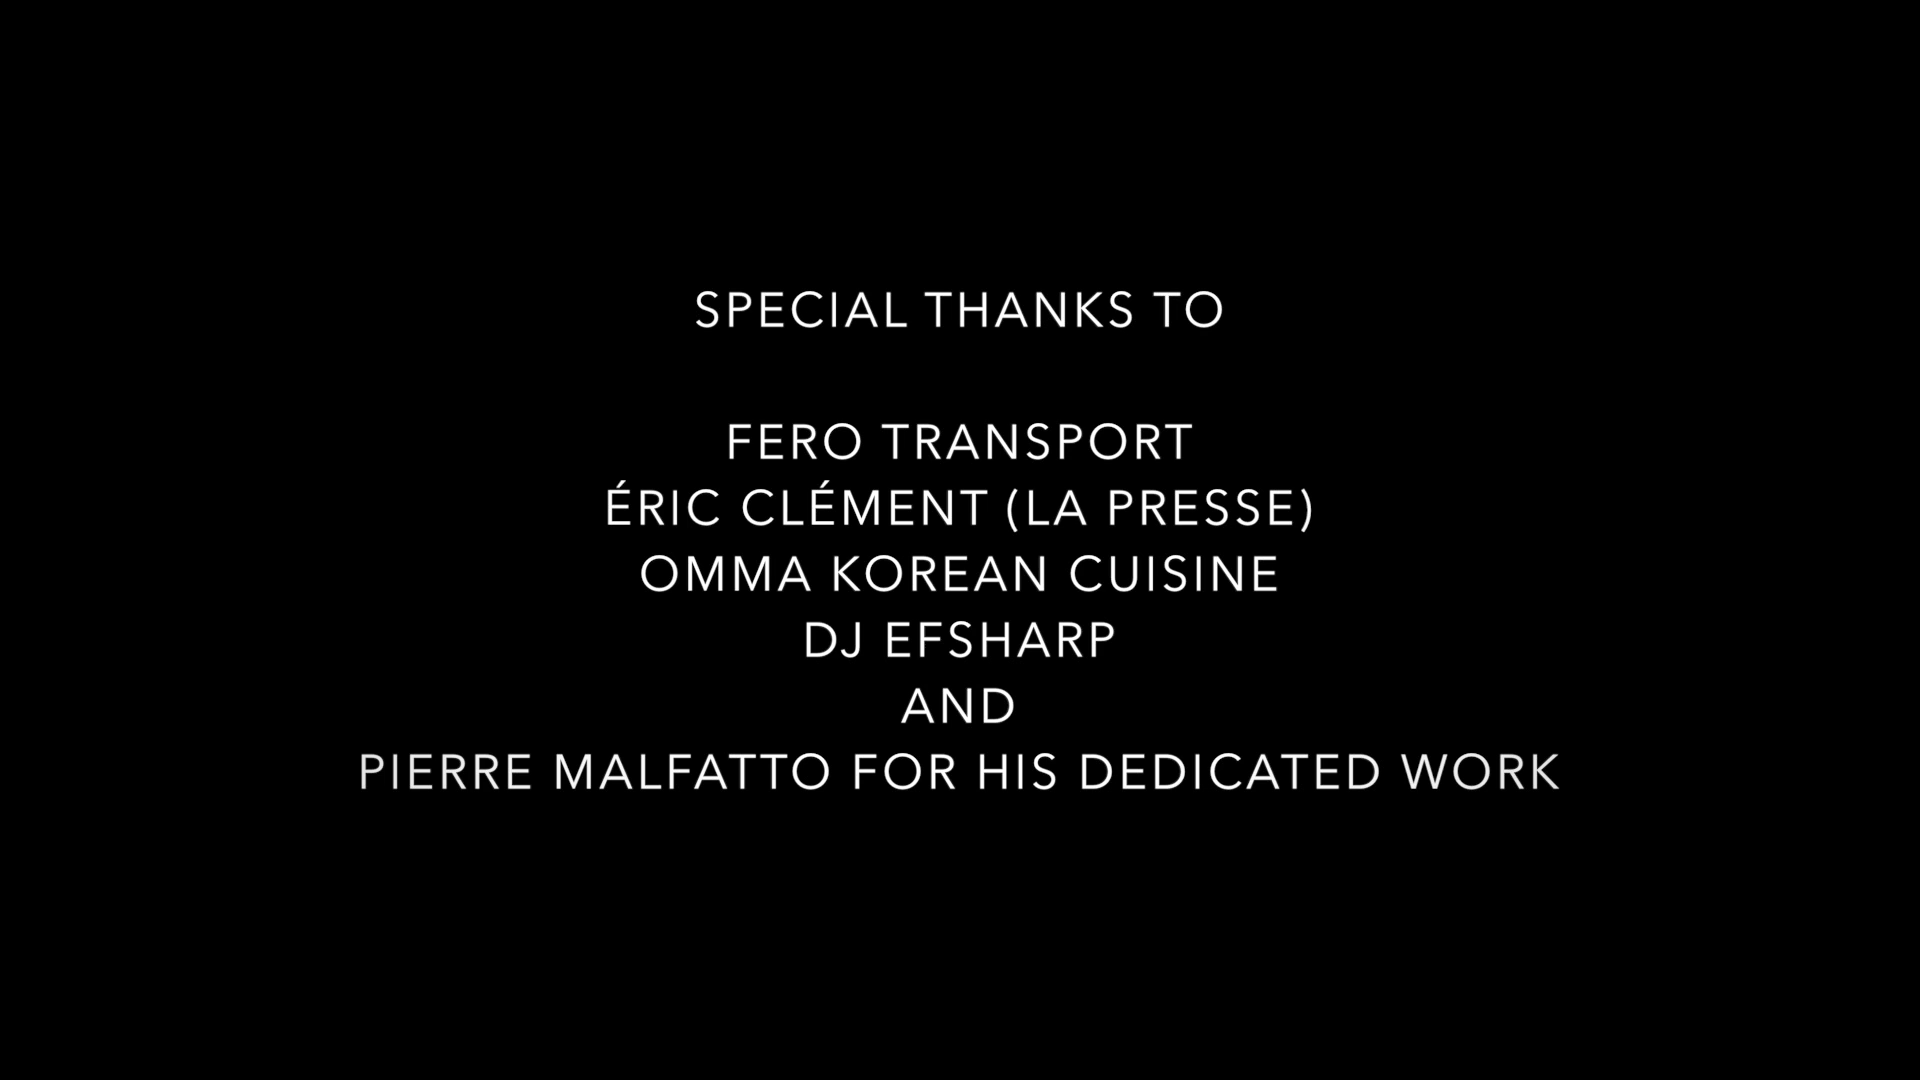 SPECIAL THANKS TO
FERO TRANSPORT
ÉRIC CLÉMENT (LA PRESSE)
OMMA KOREAN CUISINE
DJ EFSHARP
AND
PIERRE MALFATTO FOR HIS DEDICATED WORK